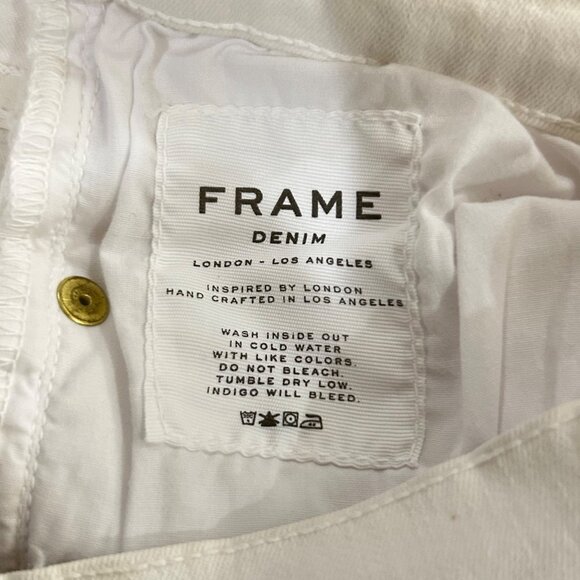 FRAME
DENIM
LONDON - LOS ANGELES
INSPIRED BY LONDON
HAND CRAFTED IN LOS ANGELES
WASH INSIDE OUT
IN COLD WATER
WITH LIKE COLORS.
DO NOT BLEACH.
TUMBLE DRY LOW.
INDIGO WILL BLEED.